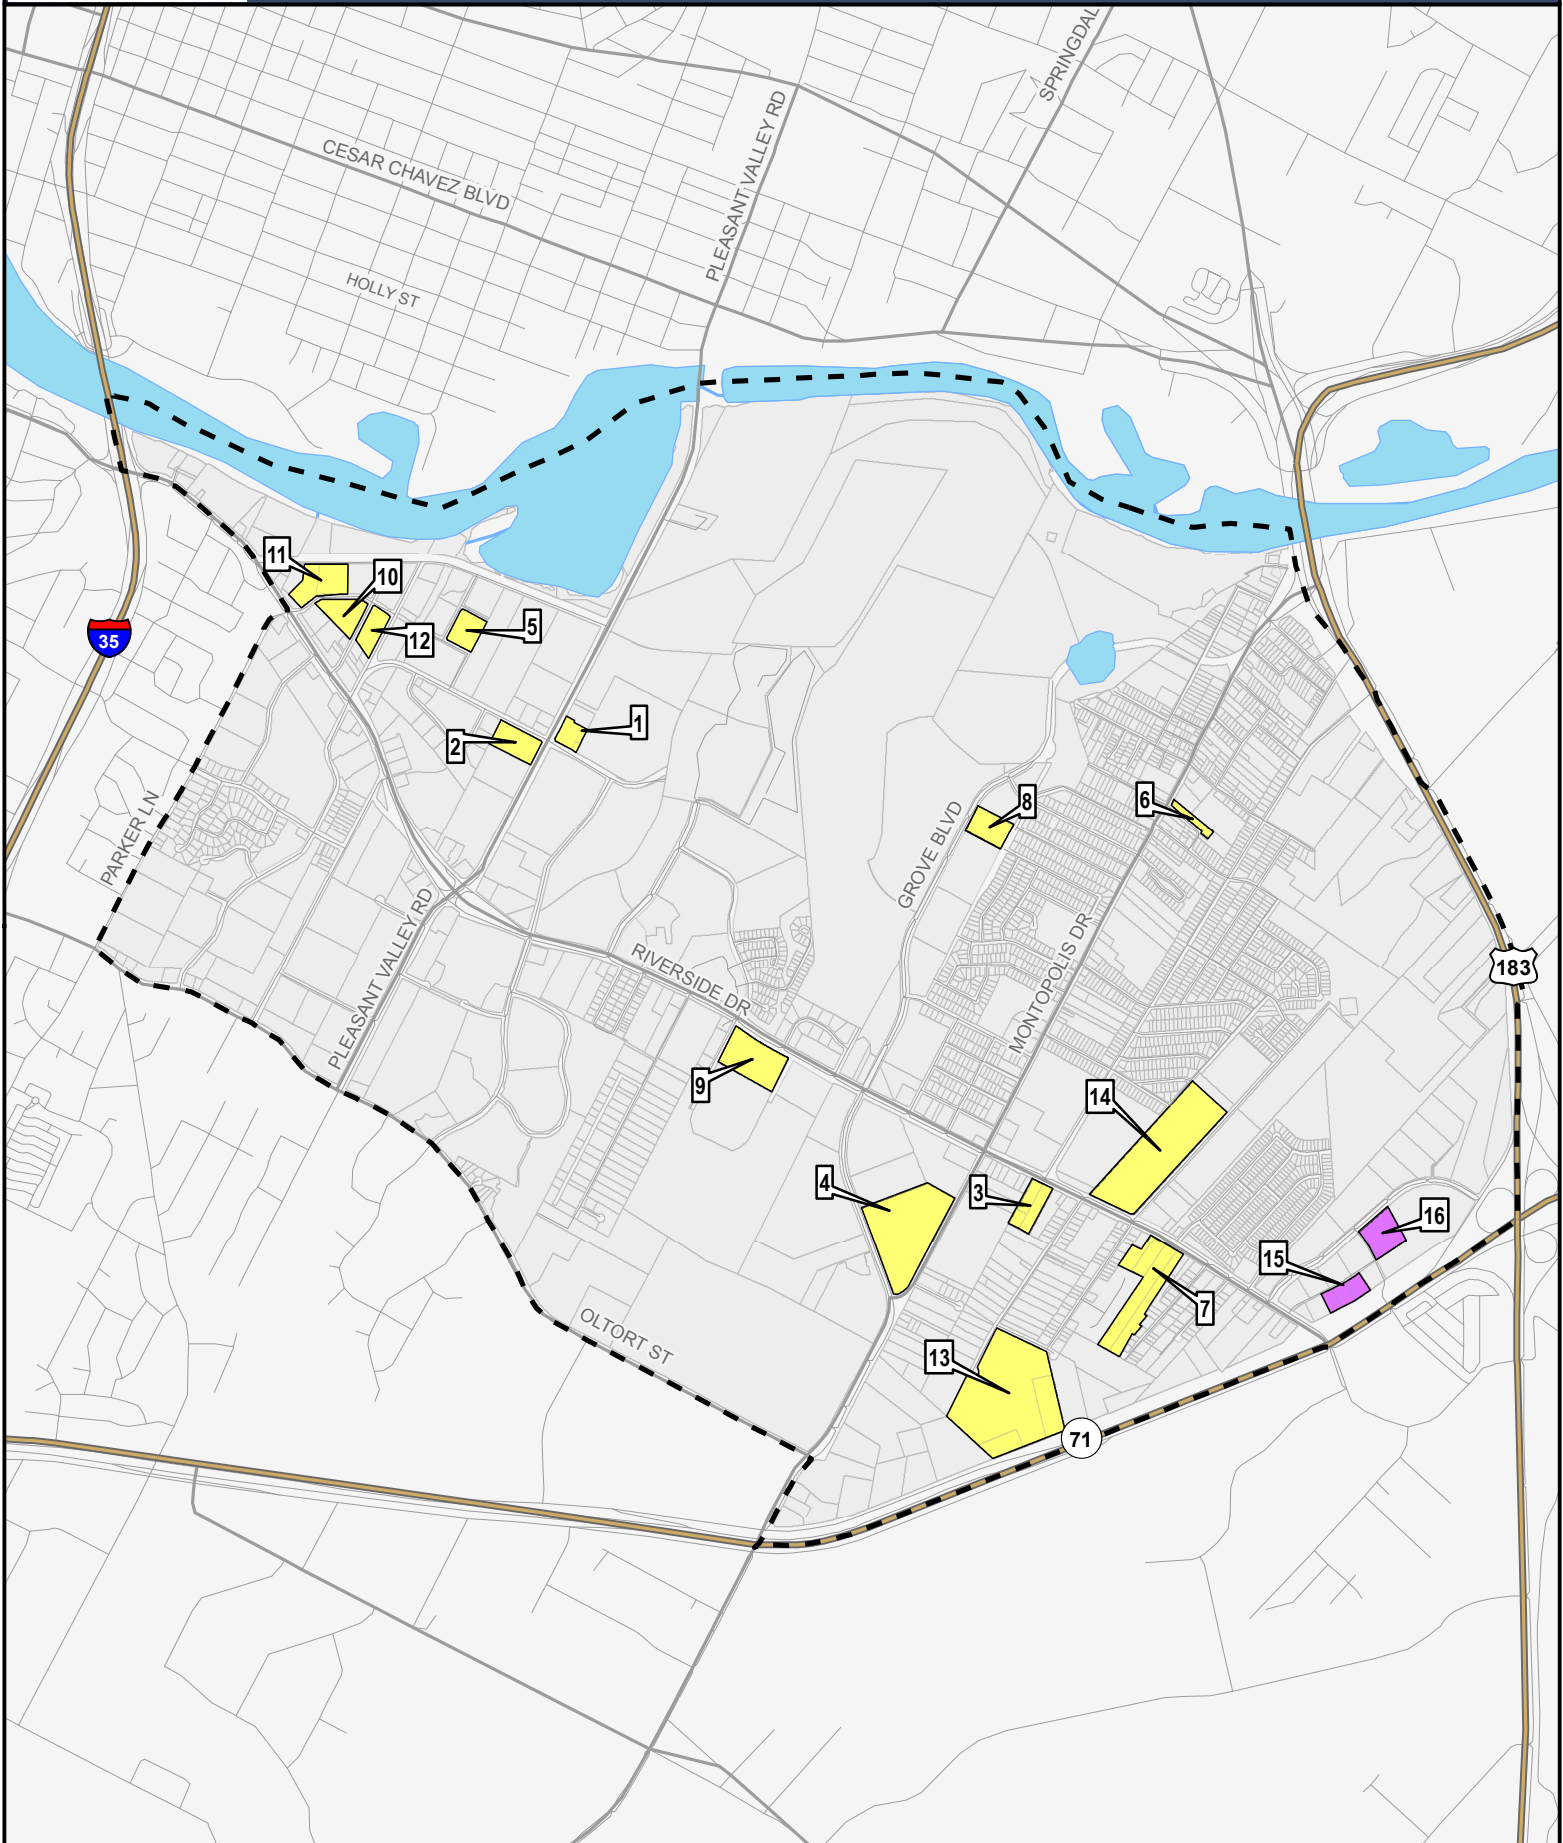 SPRINGDAL
PLEASANT VALLEY RD
CESAR CHAVEZ BLVD
HOLLY ST
11
10
12
5
35
1
2
PARKER LN
8
6
GROVE BLVD
PLEASANT VALLEY RD
RIVERSIDE DR
MONTOPOLIS DR
183
9
14
4
3
16
15
7
OLTORT ST
13
71